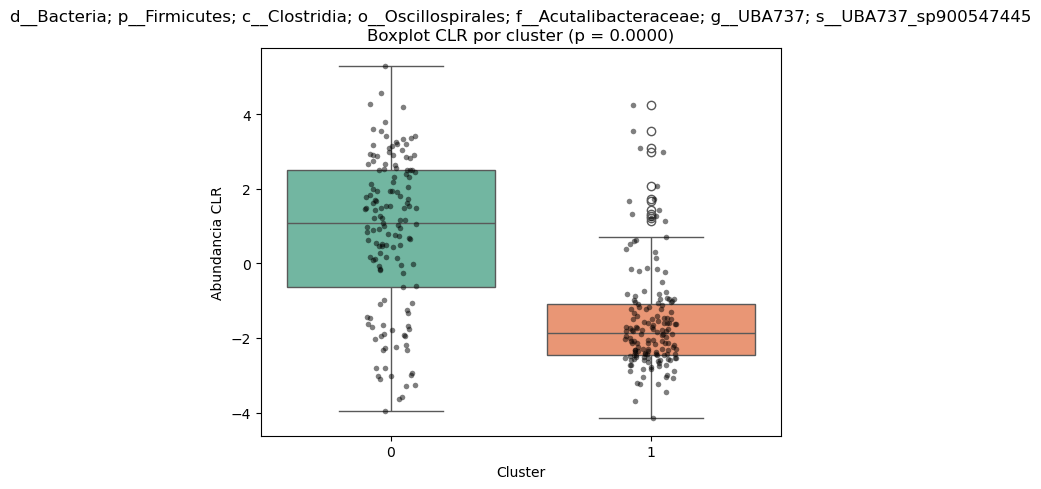 d__Bacteria; p__Firmicutes; c__Clostridia; o__Oscillospirales; f__Acutalibacteraceae; g__UBA737; s__UBA737_sp900547445
Boxplot CLR por cluster (p = 0.0000)
Abundancia CLR
4
2
0
−2
−4
0
1
Cluster